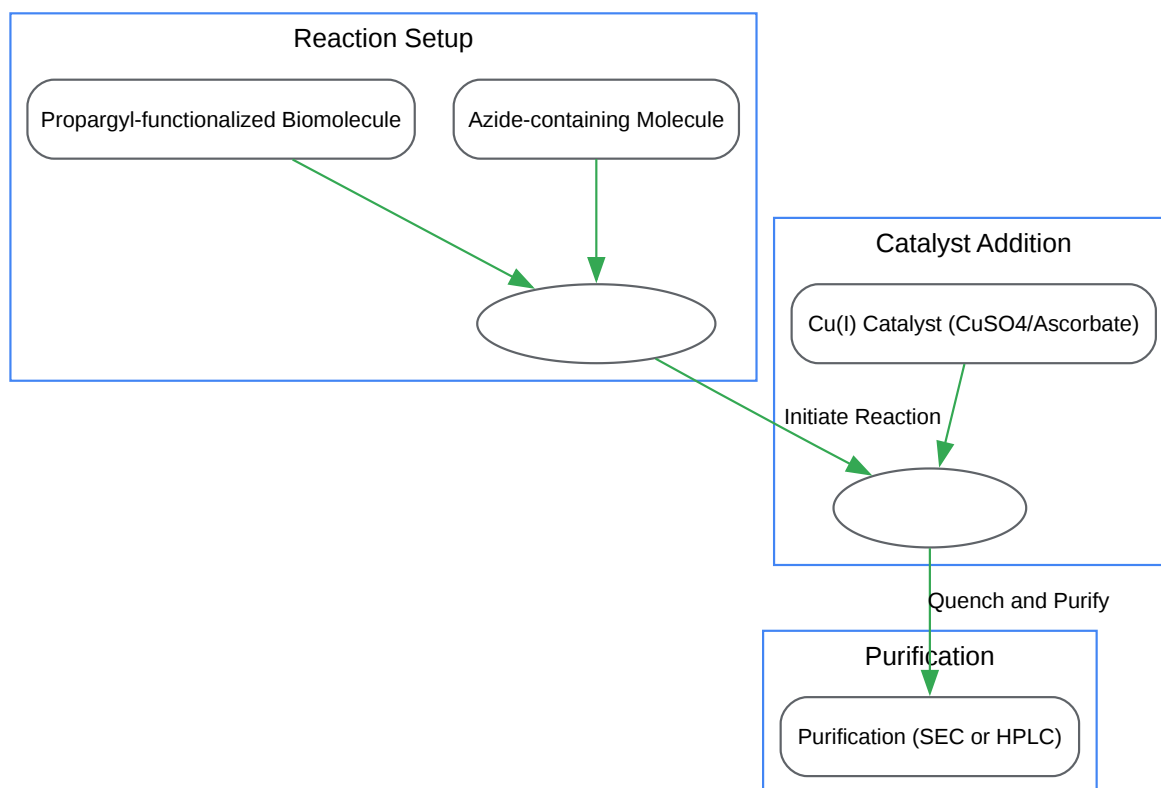 Reaction Setup
Propargyl-functionalized Biomolecule
Azide-containing Molecule
Catalyst Addition
Cu(I) Catalyst (CuSO4/Ascorbate)
Initiate Reaction
Quench and Purify
Purification
Purification (SEC or HPLC)